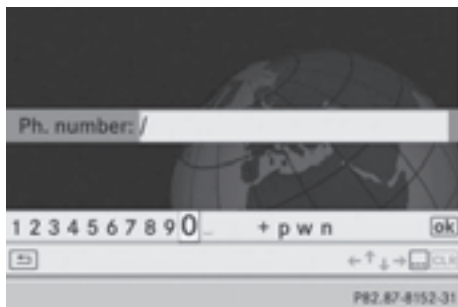 Ph. number: /
1 2 3 4 5 6 7 8 9 0 _ + p w n ok
←↑↓→ CLR
P82.87-8152-31